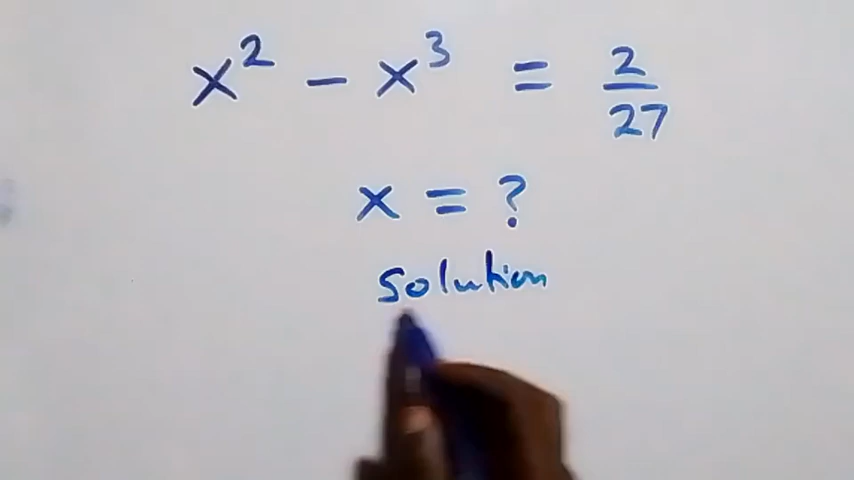 x² - x³ = 2/27
x = ?
solution